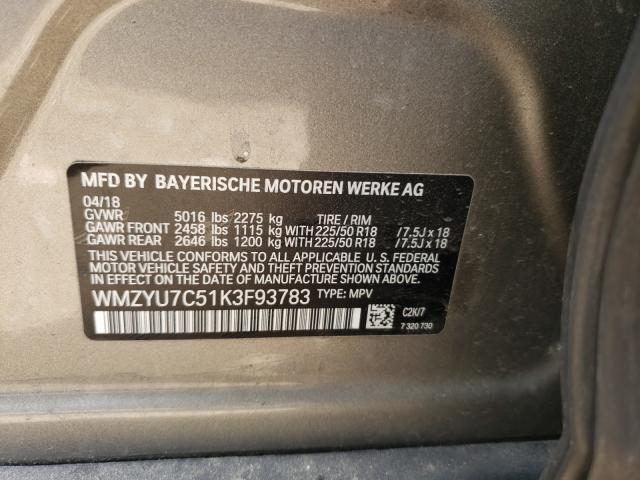 MFD BY BAYERISCHE MOTOREN WERKE AG
04/18
GVWR 5016 lbs 2275 kg TIRE / RIM
GAWR FRONT 2458 lbs 1115 kg WITH 225/50 R18 /7.5J x 18
GAWR REAR 2646 lbs 1200 kg WITH 225/50 R18 /7.5J x 18
THIS VEHICLE CONFORMS TO ALL APPLICABLE U. S. FEDERAL
MOTOR VEHICLE SAFETY AND THEFT PREVENTION STANDARDS
IN EFFECT ON THE DATE OF MANUFACTURE SHOWN ABOVE.
WMZYU7C51K3F93783 TYPE: MPV
C2K/7
7 320 730